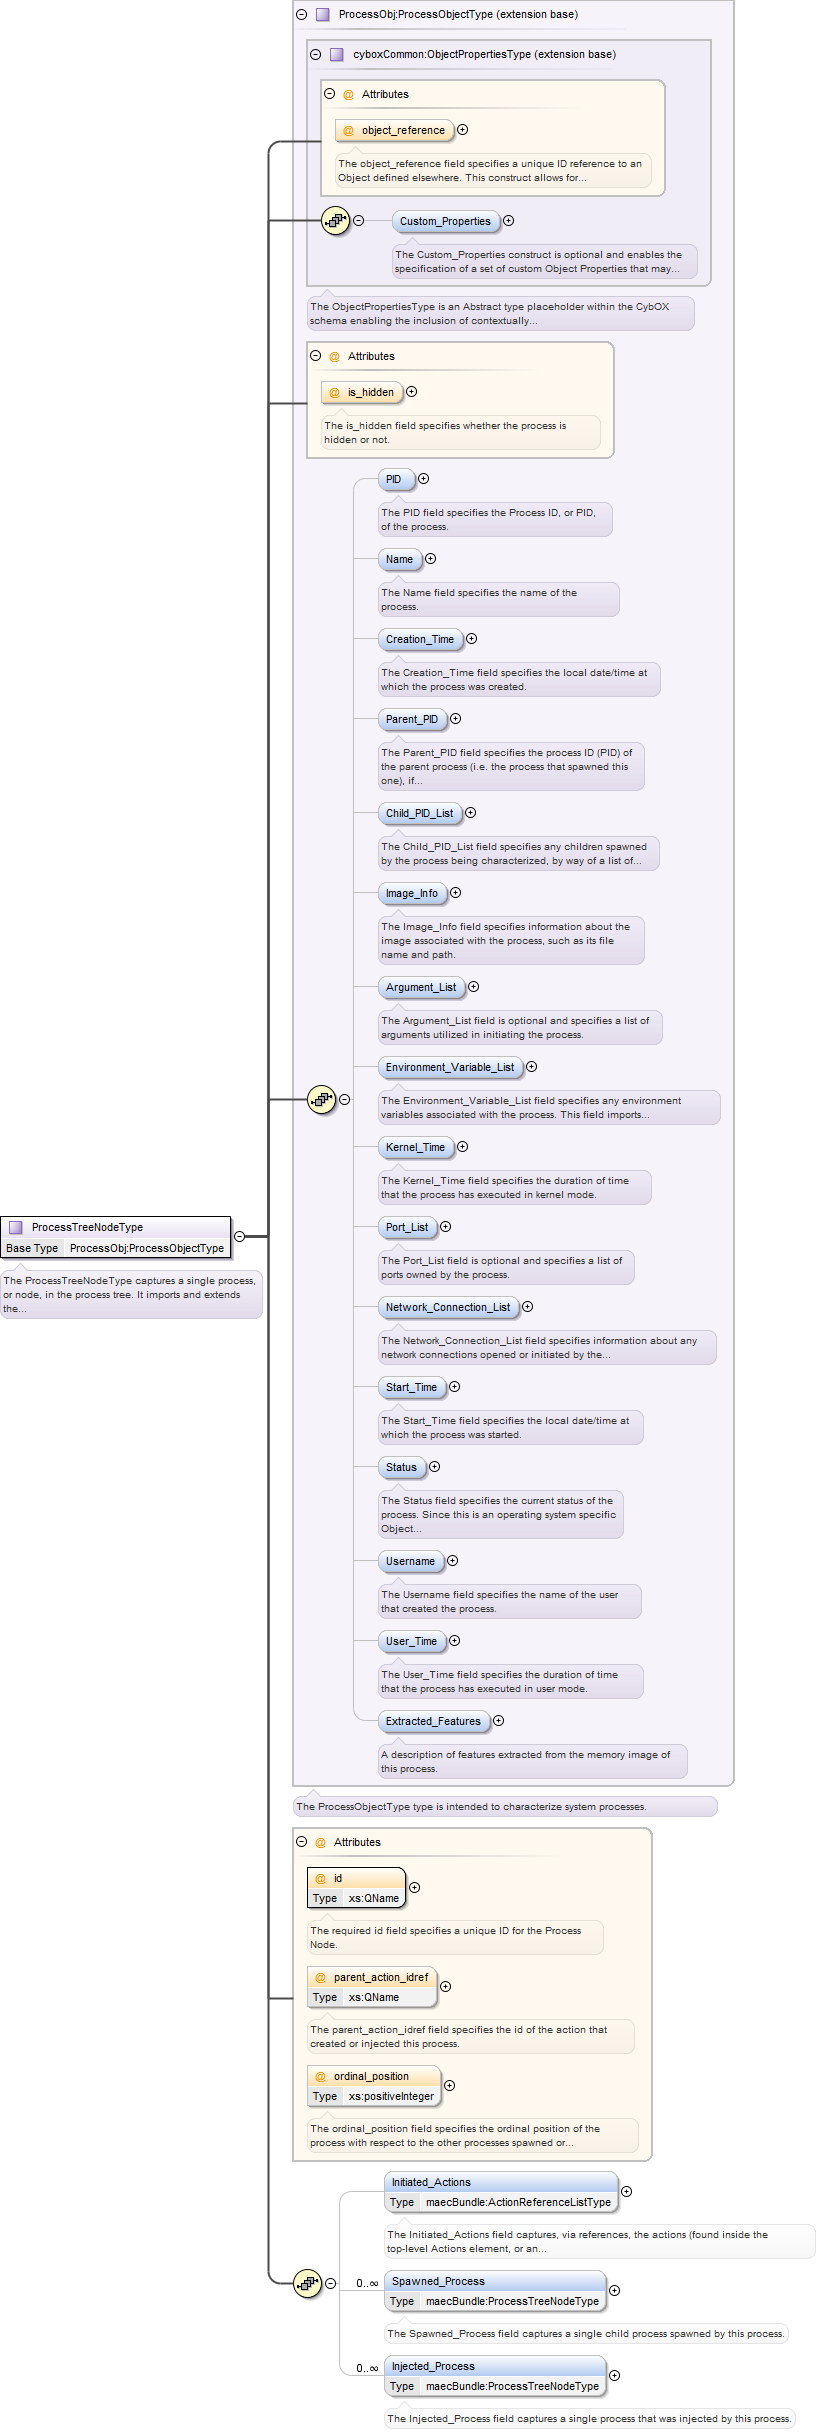 ProcessObj:ProcessObjectType (extension base)
cyboxCommon:ObjectPropertiesType (extension base)
@ Attributes
@ object_reference
The object_reference field specifies a unique ID reference to an
Object defined elsewhere. This construct allows for...
Custom_Properties
The Custom_Properties construct is optional and enables the
specification of a set of custom Object Properties that may...
The ObjectPropertiesType is an Abstract type placeholder within the CybOX
schema enabling the inclusion of contextually...
@ Attributes
@ is_hidden
The is_hidden field specifies whether the process is
hidden or not.
PID
The PID field specifies the Process ID, or PID,
of the process.
Name
The Name field specifies the name of the
process.
Creation_Time
The Creation_Time field specifies the local date/time at
which the process was created.
Parent_PID
The Parent_PID field specifies the process ID (PID) of
the parent process (i.e. the process that spawned this
one), if...
Child_PID_List
The Child_PID_List field specifies any children spawned
by the process being characterized, by way of a list of...
Image_Info
The Image_Info field specifies information about the
image associated with the process, such as its file
name and path.
Argument_List
The Argument_List field is optional and specifies a list of
arguments utilized in initiating the process.
Environment_Variable_List
The Environment_Variable_List field specifies any environment
variables associated with the process. This field imports...
Kernel_Time
The Kernel_Time field specifies the duration of time
that the process has executed in kernel mode.
ProcessTreeNodeType
Base Type ProcessObj:ProcessObjectType
The ProcessTreeNodeType captures a single process,
or node, in the process tree. It imports and extends
the...
Port_List
The Port_List field is optional and specifies a list of
ports owned by the process.
Network_Connection_List
The Network_Connection_List field specifies information about any
network connections opened or initiated by the...
Start_Time
The Start_Time field specifies the local date/time at
which the process was started.
Status
The Status field specifies the current status of the
process. Since this is an operating system specific
Object...
Username
The Username field specifies the name of the user
that created the process.
User_Time
The User_Time field specifies the duration of time
that the process has executed in user mode.
Extracted_Features
A description of features extracted from the memory image of
this process.
The ProcessObjectType type is intended to characterize system processes.
@ Attributes
@ id
Type xs:QName
The required id field specifies a unique ID for the Process
Node.
@ parent_action_idref
Type xs:QName
The parent_action_idref field specifies the id of the action that
created or injected this process.
@ ordinal_position
Type xs:positiveInteger
The ordinal_position field specifies the ordinal position of the
process with respect to the other processes spawned or...
Initiated_Actions
Type maecBundle:ActionReferenceListType
The Initiated_Actions field captures, via references, the actions (found inside the
top-level Actions element, or an...
0..∞ Spawned_Process
Type maecBundle:ProcessTreeNodeType
The Spawned_Process field captures a single child process spawned by this process.
0..∞ Injected_Process
Type maecBundle:ProcessTreeNodeType
The Injected_Process field captures a single process that was injected by this process.